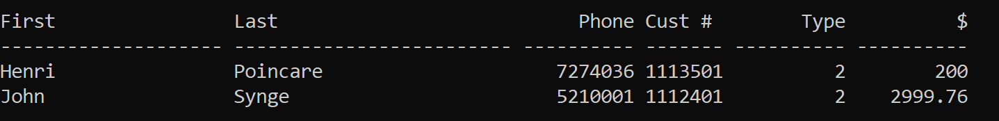 First                Last                           Phone Cust #        Type          $
-------------------- ------------------------- ---------- ------- ---------- ----------
Henri                Poincare                     7274036 1113501          2        200
John                 Synge                        5210001 1112401          2    2999.76